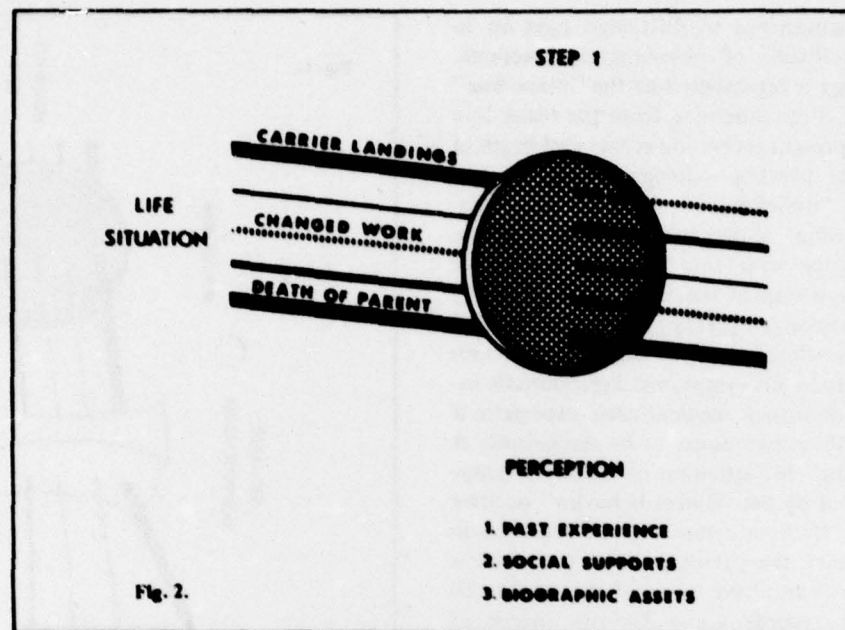 STEP 1
CARRIER LANDINGS
LIFE
SITUATION
CHANGED WORK
DEATH OF PARENT
PERCEPTION
1. PAST EXPERIENCE
2. SOCIAL SUPPORTS
3. BIOGRAPHIC ASSETS
Fig. 2.